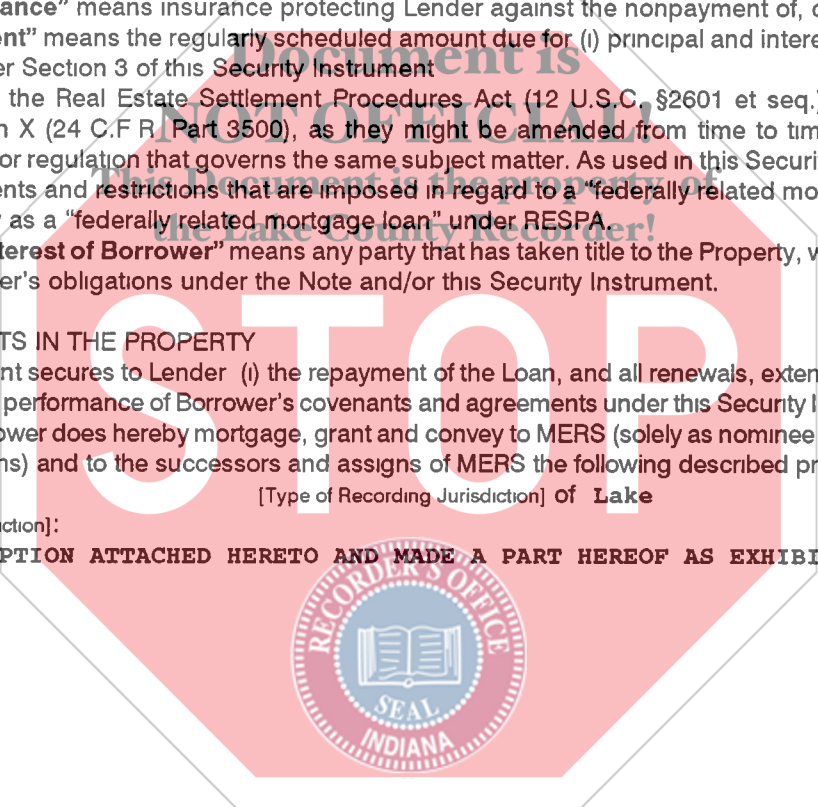 ance" means insurance protecting Lender against the nonpayment of, o
ent" means the regularly scheduled amount due for (i) principal and intere
er Section 3 of this Security Instrument
the Real Estate Settlement Procedures Act (12 U.S.C. §2601 et seq.)
n X (24 C.F R Part 3500), as they might be amended from time to tim
or regulation that governs the same subject matter. As used in this Securi
ents and restrictions that are imposed in regard to a "federally related mo
y as a "federally related mortgage loan" under RESPA.
terest of Borrower" means any party that has taken title to the Property, w
er's obligations under the Note and/or this Security Instrument.
TS IN THE PROPERTY
nt secures to Lender (i) the repayment of the Loan, and all renewals, exten
performance of Borrower's covenants and agreements under this Security I
ower does hereby mortgage, grant and convey to MERS (solely as nominee
ns) and to the successors and assigns of MERS the following described pr
[Type of Recording Jurisdiction] of Lake
ction]:
PTION ATTACHED HERETO AND MADE A PART HEREOF AS EXHIBI
Document is
NOT OFFICIAL!
This Document is the property of
the Lake County Recorder!
STOP
RECORDER'S OFFICE
SEAL
INDIANA